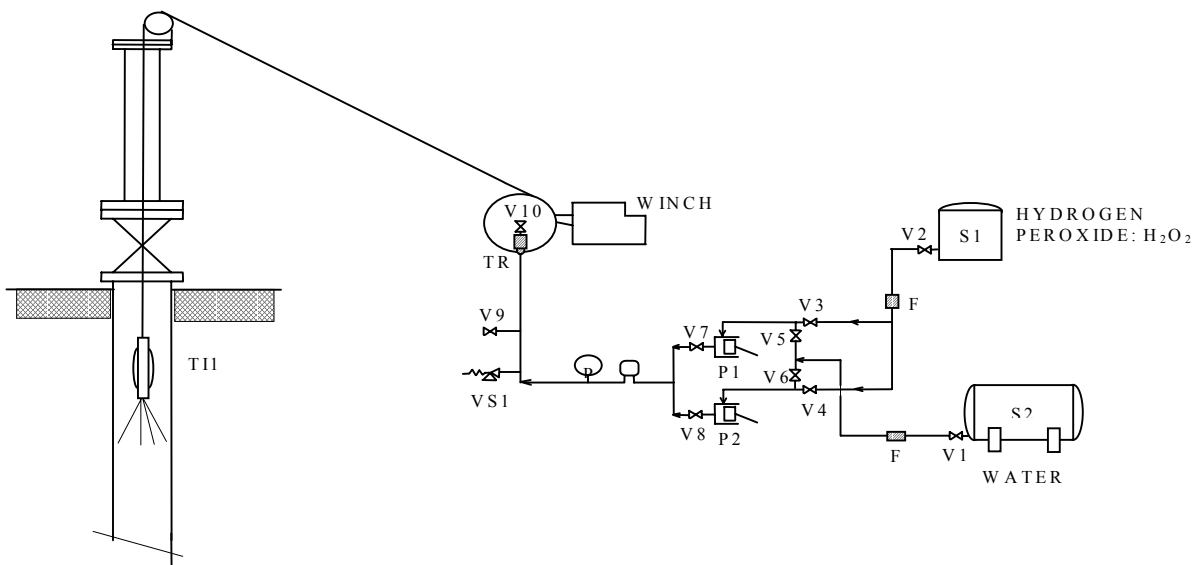 WINCH
V10
TR
HYDROGEN
PEROXIDE: H₂O₂
V2
S1
F
V9
V3
V7
V5
TI1
P
P1
V6
VS1
V4
V8
P2
S2
F
V1
WATER